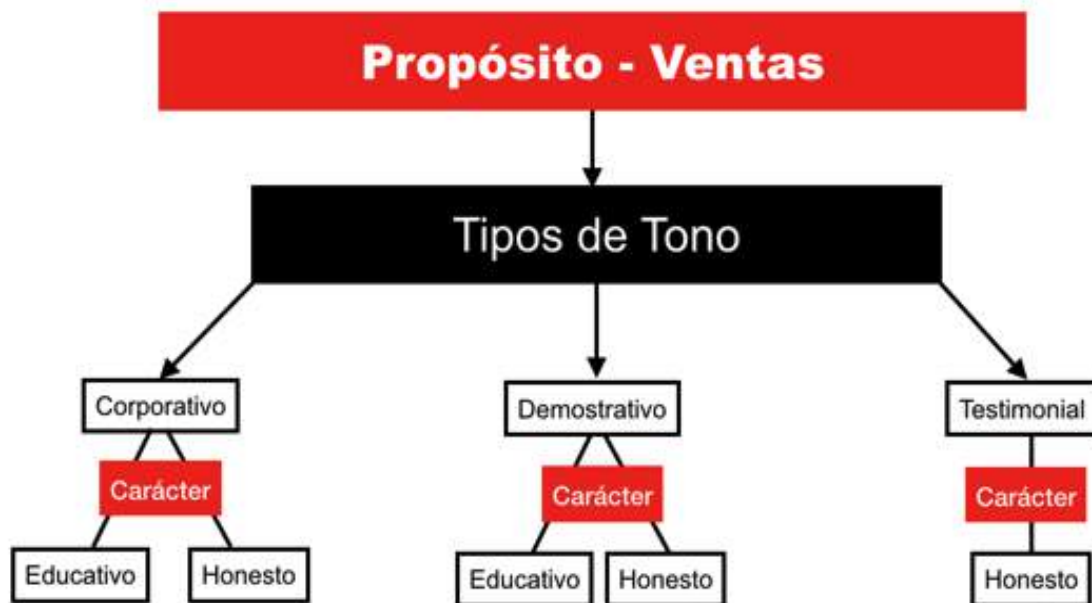 Propósito - Ventas
Tipos de Tono
Corporativo
Demostrativo
Testimonial
Carácter
Carácter
Carácter
Educativo
Honesto
Educativo
Honesto
Honesto